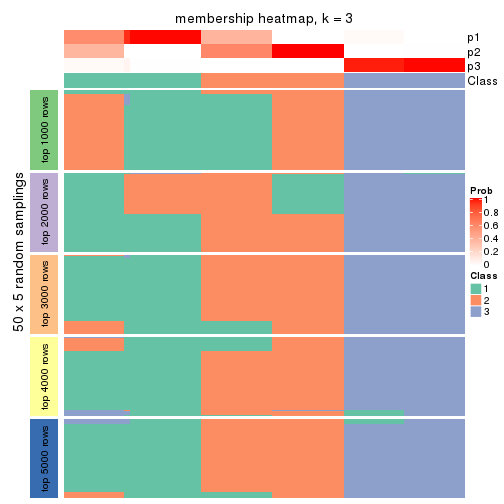 membership heatmap, k = 3
p1
p2
p3
Class
50 x 5 random samplings
top 1000 rows
top 2000 rows
top 3000 rows
top 4000 rows
top 5000 rows
Prob
1
0.8
0.6
0.4
0.2
0
Class
1
2
3